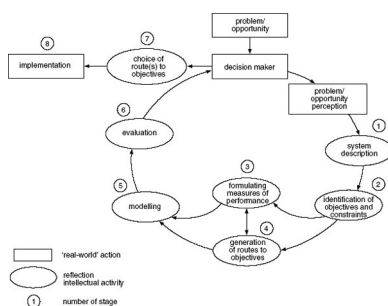 problem/
opportunity
8
7
implementation
choice of
route(s) to
objectives
decision maker
problem/
opportunity
perception
6
evaluation
1
system
description
3
2
5
formulating
measures of
performance
identification of
objectives and
constraints
modelling
4
generation
of routes to
objectives
'real-world' action
reflection
intellectual activity
1
number of stage